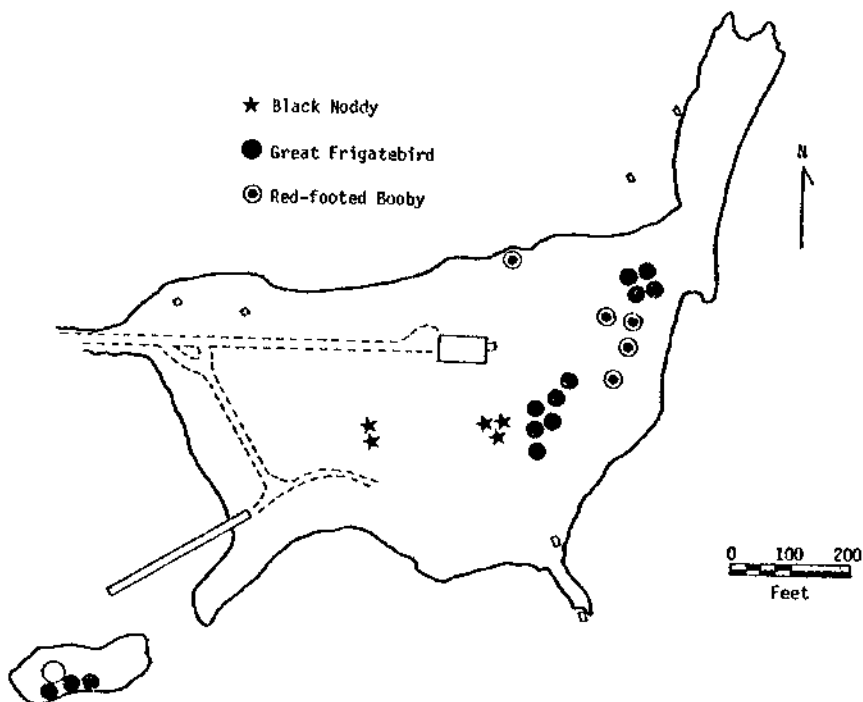 Black Noddy
Great Frigatebird
Red-footed Booby
N
0 100 200
Feet